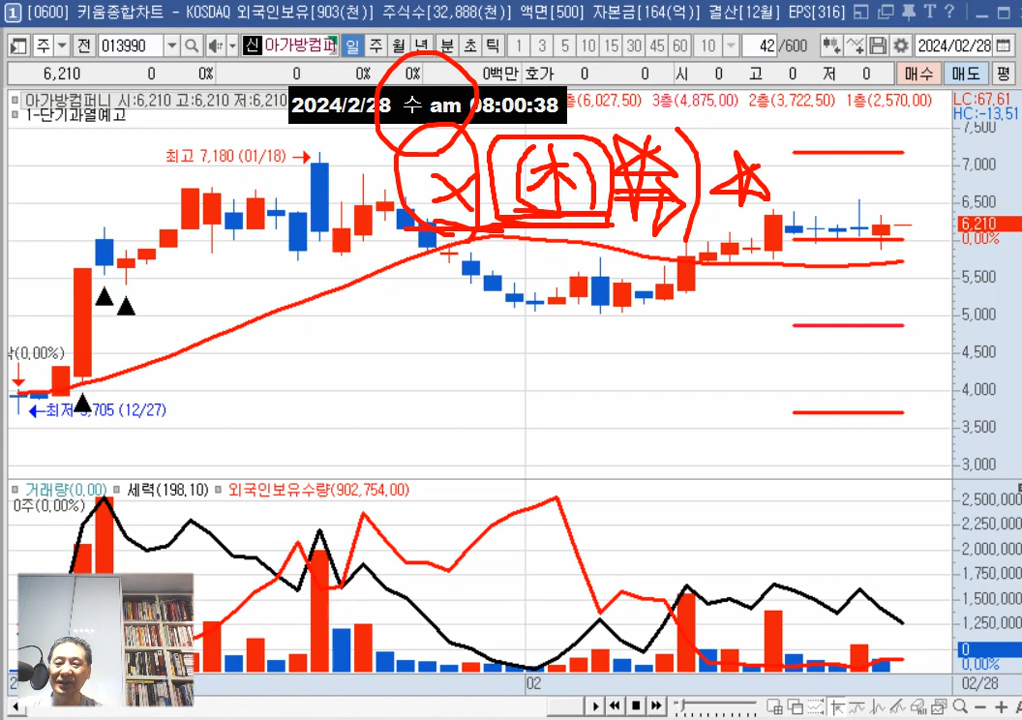 1 [0600] 키움종합차트 - KOSDAQ 외국인보유[903(천)] 주식수[32,888(천)] 액면[500] 자본금[164(억)] 결산[12월] EPS[316]
주 전 013990 신 아가방컴퍼 일 주 월 년 분 초 틱 1 3 5 10 15 30 45 60 10 42 /600 2024/02/28
6,210 0 0% 0 0% 0% 0백만 호가 0 0 시 0 고 0 저 0 매수 매도 평
아가방컴퍼니 시:6,210 고:6,210 저:6,210
(6,027,50) 3층(4,875,00) 2층(3,722,50) 1층(2,570,00)
LC:67,61
HC:-13,51
2024/2/28 수 am 08:00:38
1-단기과열예고
7,500
최고 7,180 (01/18)
7,000
6,500
6,210
0,00%
木
5,500
5,000
4,500
4,000
3,500
3,000
(0,00%)
최저 3,705 (12/27)
거래량(0,00) 세력(198,10) 외국인보유수량(902,754,00)
0주(0,00%)
2,500,000
2,250,000
2,000,000
1,750,000
1,500,000
1,250,000
0
0,00%
02
02/28